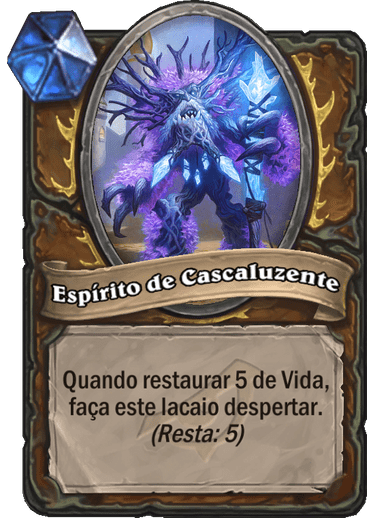 Espírito de Cascaluzente
Quando restaurar 5 de Vida,
faça este lacaio despertar.
(Resta: 5)